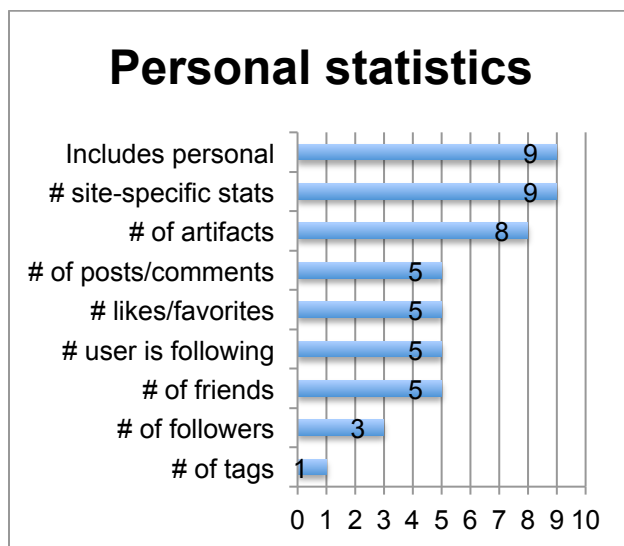 Personal statistics
Includes personal
9
# site-specific stats
9
# of artifacts
8
# of posts/comments
5
# likes/favorites
5
# user is following
5
# of friends
5
# of followers
3
# of tags
1
0 1 2 3 4 5 6 7 8 9 10